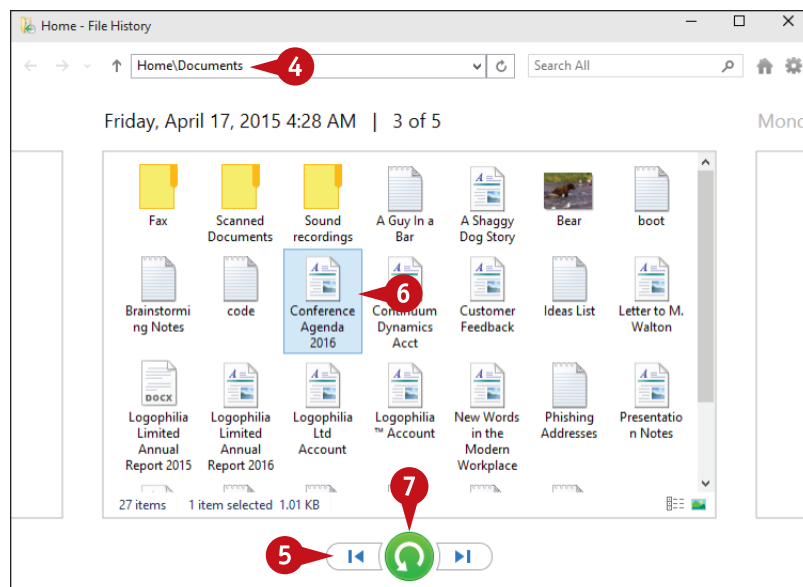 Home - File History
Home\Documents
4
Search All
Friday, April 17, 2015 4:28 AM | 3 of 5
Mond
Fax
Scanned
Documents
Sound
recordings
A Guy In a
Bar
A Shaggy
Dog Story
Bear
boot
Brainstormi
ng Notes
code
Conference
Agenda
2016
6
Continuum
Dynamics
Acct
Customer
Feedback
Ideas List
Letter to M.
Walton
DOCX
Logophilia
Limited
Annual
Report 2015
Logophilia
Limited
Annual
Report 2016
Logophilia
Ltd
Account
Logophilia
™ Account
New Words
in the
Modern
Workplace
Phishing
Addresses
Presentatio
n Notes
27 items 1 item selected 1.01 KB
7
5